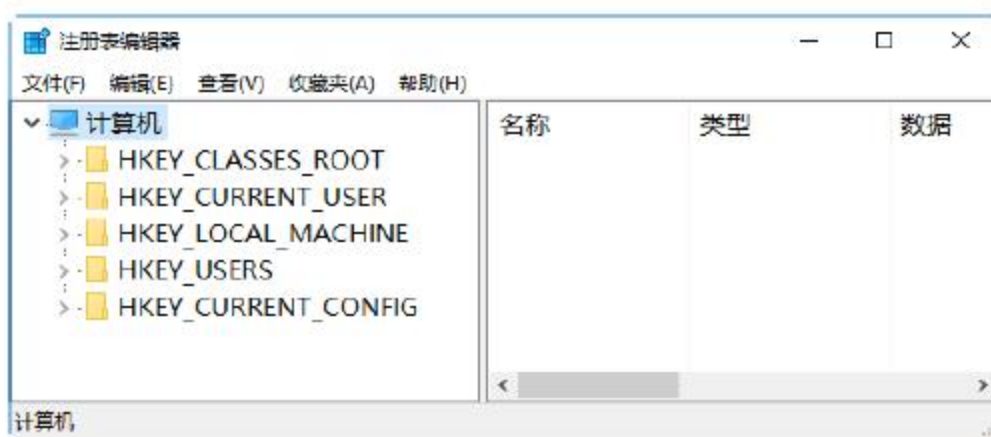 注册表编辑器
文件(F) 编辑(E) 查看(V) 收藏夹(A) 帮助(H)
计算机
HKEY_CLASSES_ROOT
HKEY_CURRENT_USER
HKEY_LOCAL_MACHINE
HKEY_USERS
HKEY_CURRENT_CONFIG
名称 类型 数据
计算机